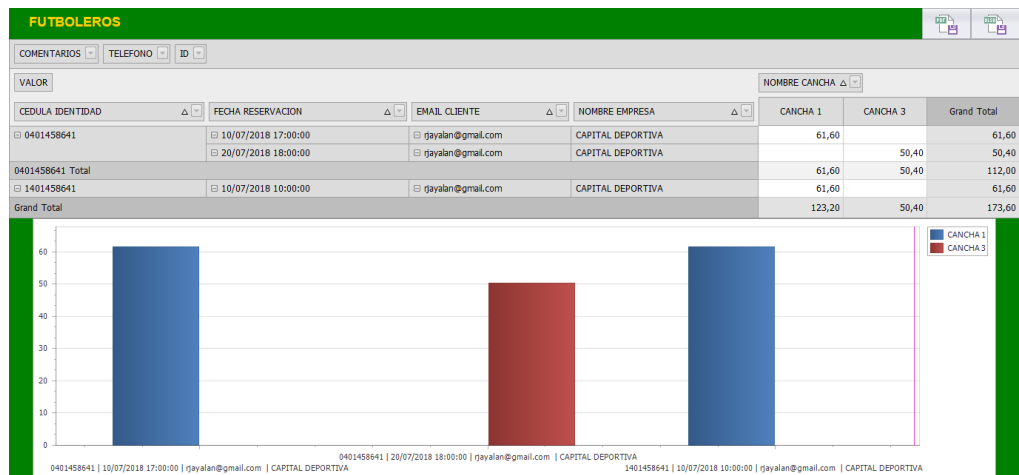 FUTBOLEROS
COMENTARIOS TELEFONO ID
VALOR NOMBRE CANCHA
CEDULA IDENTIDAD FECHA RESERVACION EMAIL CLIENTE NOMBRE EMPRESA CANCHA 1 CANCHA 3 Grand Total
0401458641 10/07/2018 17:00:00 rjayalan@gmail.com CAPITAL DEPORTIVA 61,60 61,60
20/07/2018 18:00:00 rjayalan@gmail.com CAPITAL DEPORTIVA 50,40 50,40
0401458641 Total 61,60 50,40 112,00
1401458641 10/07/2018 10:00:00 rjayalan@gmail.com CAPITAL DEPORTIVA 61,60 61,60
Grand Total 123,20 50,40 173,60
CANCHA 1
CANCHA 3
60
50
40
30
20
10
0
0401458641 | 20/07/2018 18:00:00 | rjayalan@gmail.com | CAPITAL DEPORTIVA
0401458641 | 10/07/2018 17:00:00 | rjayalan@gmail.com | CAPITAL DEPORTIVA 1401458641 | 10/07/2018 10:00:00 | rjayalan@gmail.com | CAPITAL DEPORTIVA